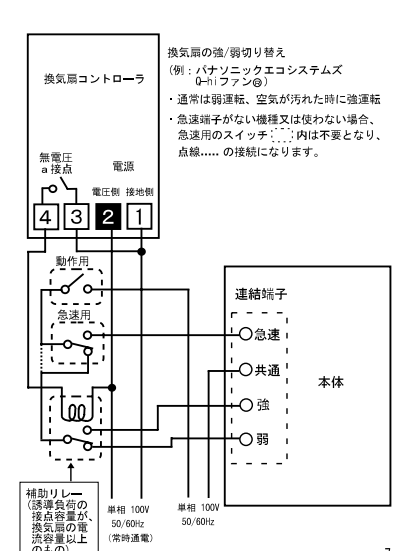 換気扇の強/弱切り替え
(例:パナソニックエコシステムズ
Q-hiファン®)
・通常は弱運転、空気が汚れた時に強運転
・急速端子がない機種又は使わない場合、
急速用のスイッチ 内は不要となり、
点線..... の接続になります。
換気扇コントローラ
無電圧
a 接点
電源
電圧側 接地側
4 3 2 1
動作用
急速用
連結端子
急速
共通
強
弱
本体
補助リレー
(誘導負荷の
接点容量が、
換気扇の電
流容量以上
のもの)
単相 100V
50/60Hz
(常時通電)
単相 100V
50/60Hz